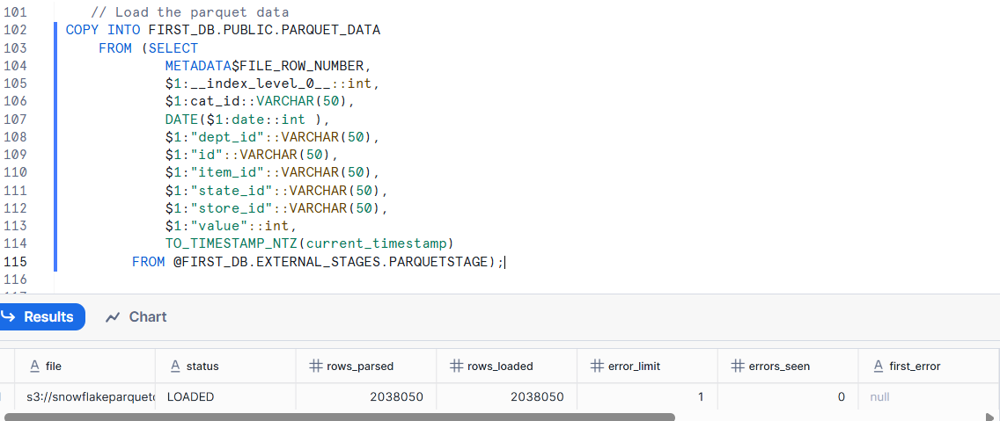 101 // Load the parquet data
102 COPY INTO FIRST_DB.PUBLIC.PARQUET_DATA
103 FROM (SELECT
104 METADATA$FILE_ROW_NUMBER,
105 $1:__index_level_0__::int,
106 $1:cat_id::VARCHAR(50),
107 DATE($1:date::int ),
108 $1:"dept_id"::VARCHAR(50),
109 $1:"id"::VARCHAR(50),
110 $1:"item_id"::VARCHAR(50),
111 $1:"state_id"::VARCHAR(50),
112 $1:"store_id"::VARCHAR(50),
113 $1:"value"::int,
114 TO_TIMESTAMP_NTZ(current_timestamp)
115 FROM @FIRST_DB.EXTERNAL_STAGES.PARQUETSTAGE);
116
Results Chart
A file A status # rows_parsed # rows_loaded # error_limit # errors_seen A first_error
s3://snowflakeparquet LOADED 2038050 2038050 1 0 null